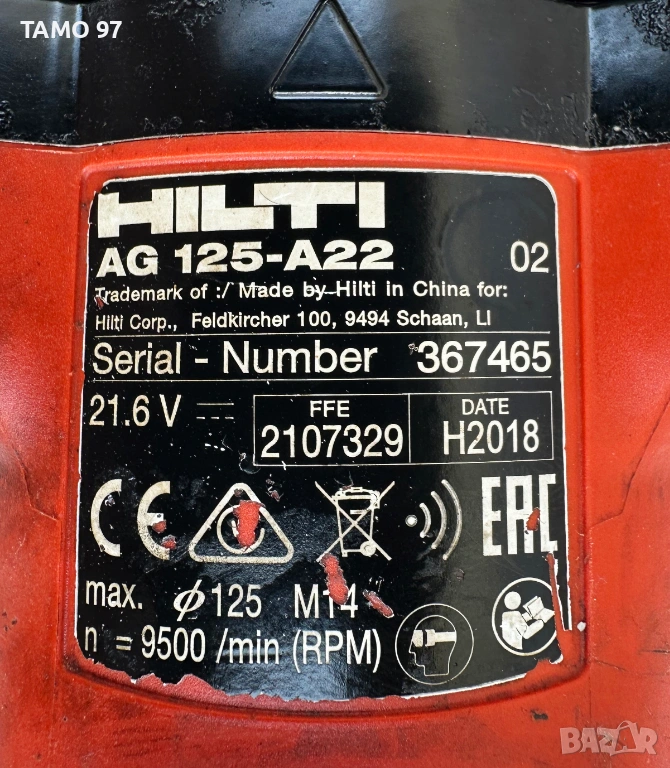 TAMO 97
HILTI
AG 125-A22 02
Trademark of :/ Made by Hilti in China for:
Hilti Corp., Feldkircher 100, 9494 Schaan, LI
Serial - Number 367465
21.6 V
FFE
2107329
DATE
H2018
CE
EAC
max. ϕ 125 M14
n = 9500 /min (RPM)
BAZAR